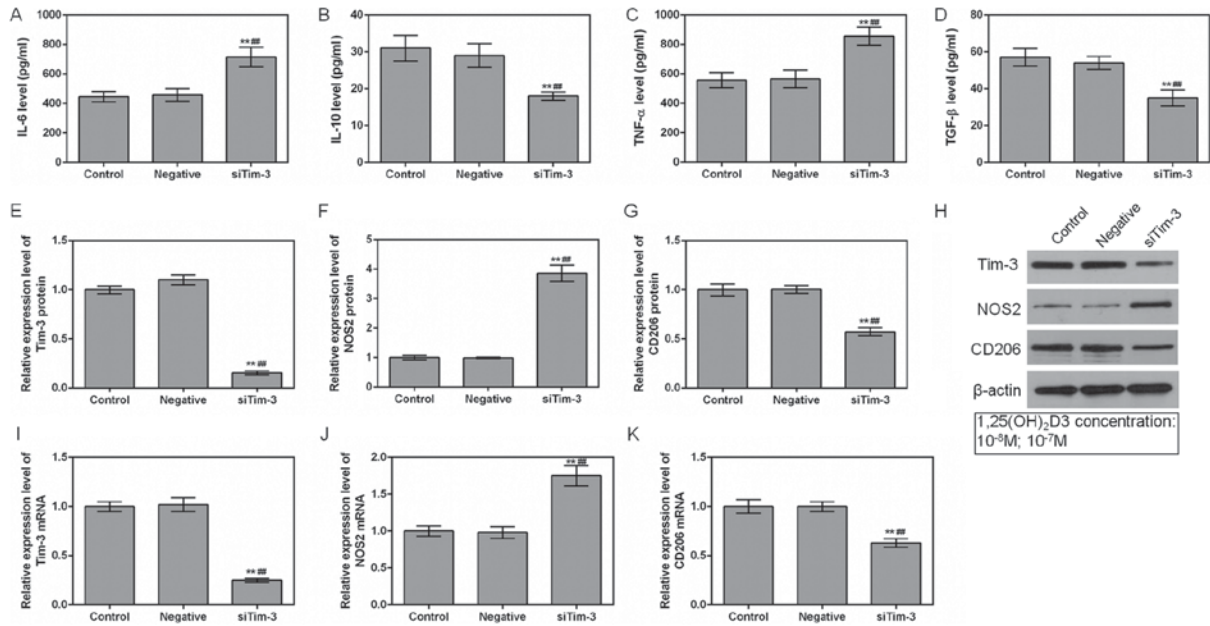 A
IL-6 level (pg/ml)
1000
800
600
400
200
0
**##
Control Negative siTim-3
B
IL-10 level (pg/ml)
40
30
20
10
0
**##
Control Negative siTim-3
C
TNF-α level (pg/ml)
1000
800
600
400
200
0
**##
Control Negative siTim-3
D
TGF-β level (pg/ml)
80
60
40
20
0
**##
Control Negative siTim-3
E
Relative expression level of
Tim-3 protein
1.5
1.0
0.5
0.0
**##
Control Negative siTim-3
F
Relative expression level of
NOS2 protein
5
4
3
2
1
0
**##
Control Negative siTim-3
G
Relative expression level of
CD206 protein
1.5
1.0
0.5
0.0
**##
Control Negative siTim-3
H
Control Negative siTim-3
Tim-3
NOS2
CD206
β-actin
1,25(OH)₂D3 concentration:
10⁻⁸M; 10⁻⁷M
I
Relative expression level of
Tim-3 mRNA
1.5
1.0
0.5
0.0
**##
Control Negative siTim-3
J
Relative expression level of
NOS2 mRNA
2.0
1.5
1.0
0.5
0.0
**##
Control Negative siTim-3
K
Relative expression level of
CD206 mRNA
1.5
1.0
0.5
0.0
**##
Control Negative siTim-3